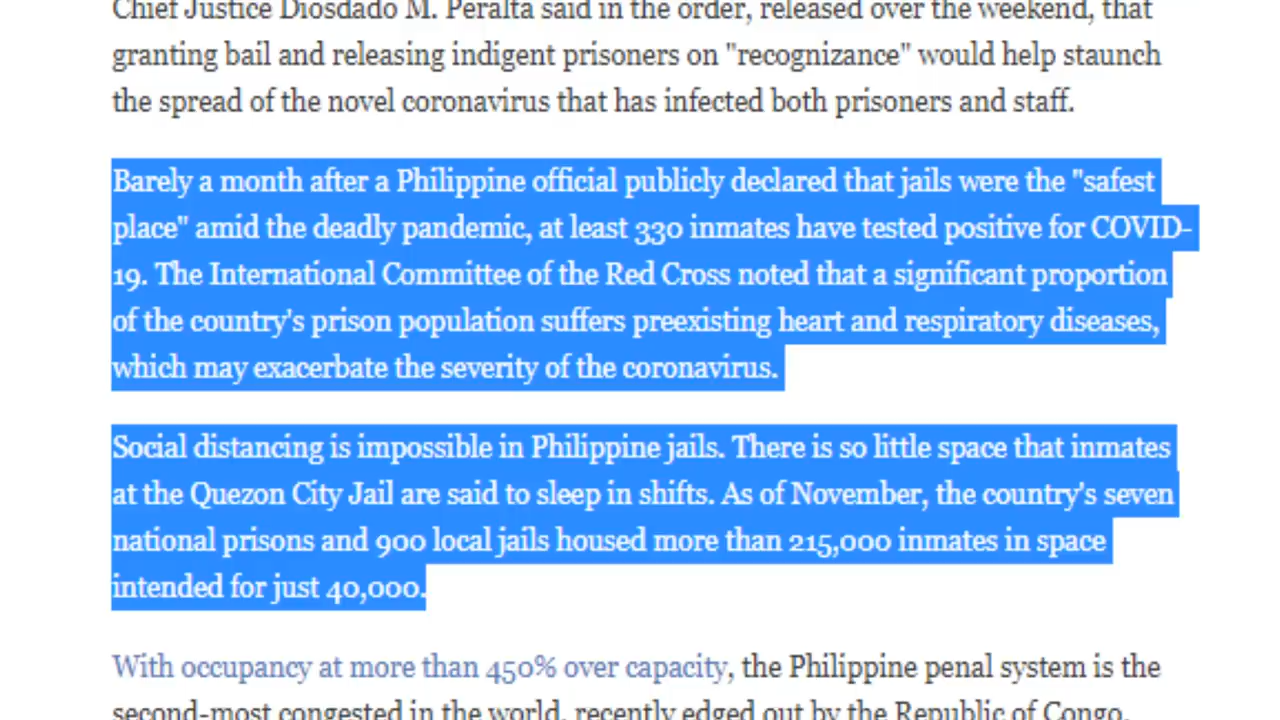 Chief Justice Diosdado M. Peralta said in the order, released over the weekend, that
granting bail and releasing indigent prisoners on "recognizance" would help staunch
the spread of the novel coronavirus that has infected both prisoners and staff.
Barely a month after a Philippine official publicly declared that jails were the "safest
place" amid the deadly pandemic, at least 330 inmates have tested positive for COVID-
19. The International Committee of the Red Cross noted that a significant proportion
of the country's prison population suffers preexisting heart and respiratory diseases,
which may exacerbate the severity of the coronavirus.
Social distancing is impossible in Philippine jails. There is so little space that inmates
at the Quezon City Jail are said to sleep in shifts. As of November, the country's seven
national prisons and 900 local jails housed more than 215,000 inmates in space
intended for just 40,000.
With occupancy at more than 450% over capacity, the Philippine penal system is the
second-most congested in the world, recently edged out by the Republic of Congo,